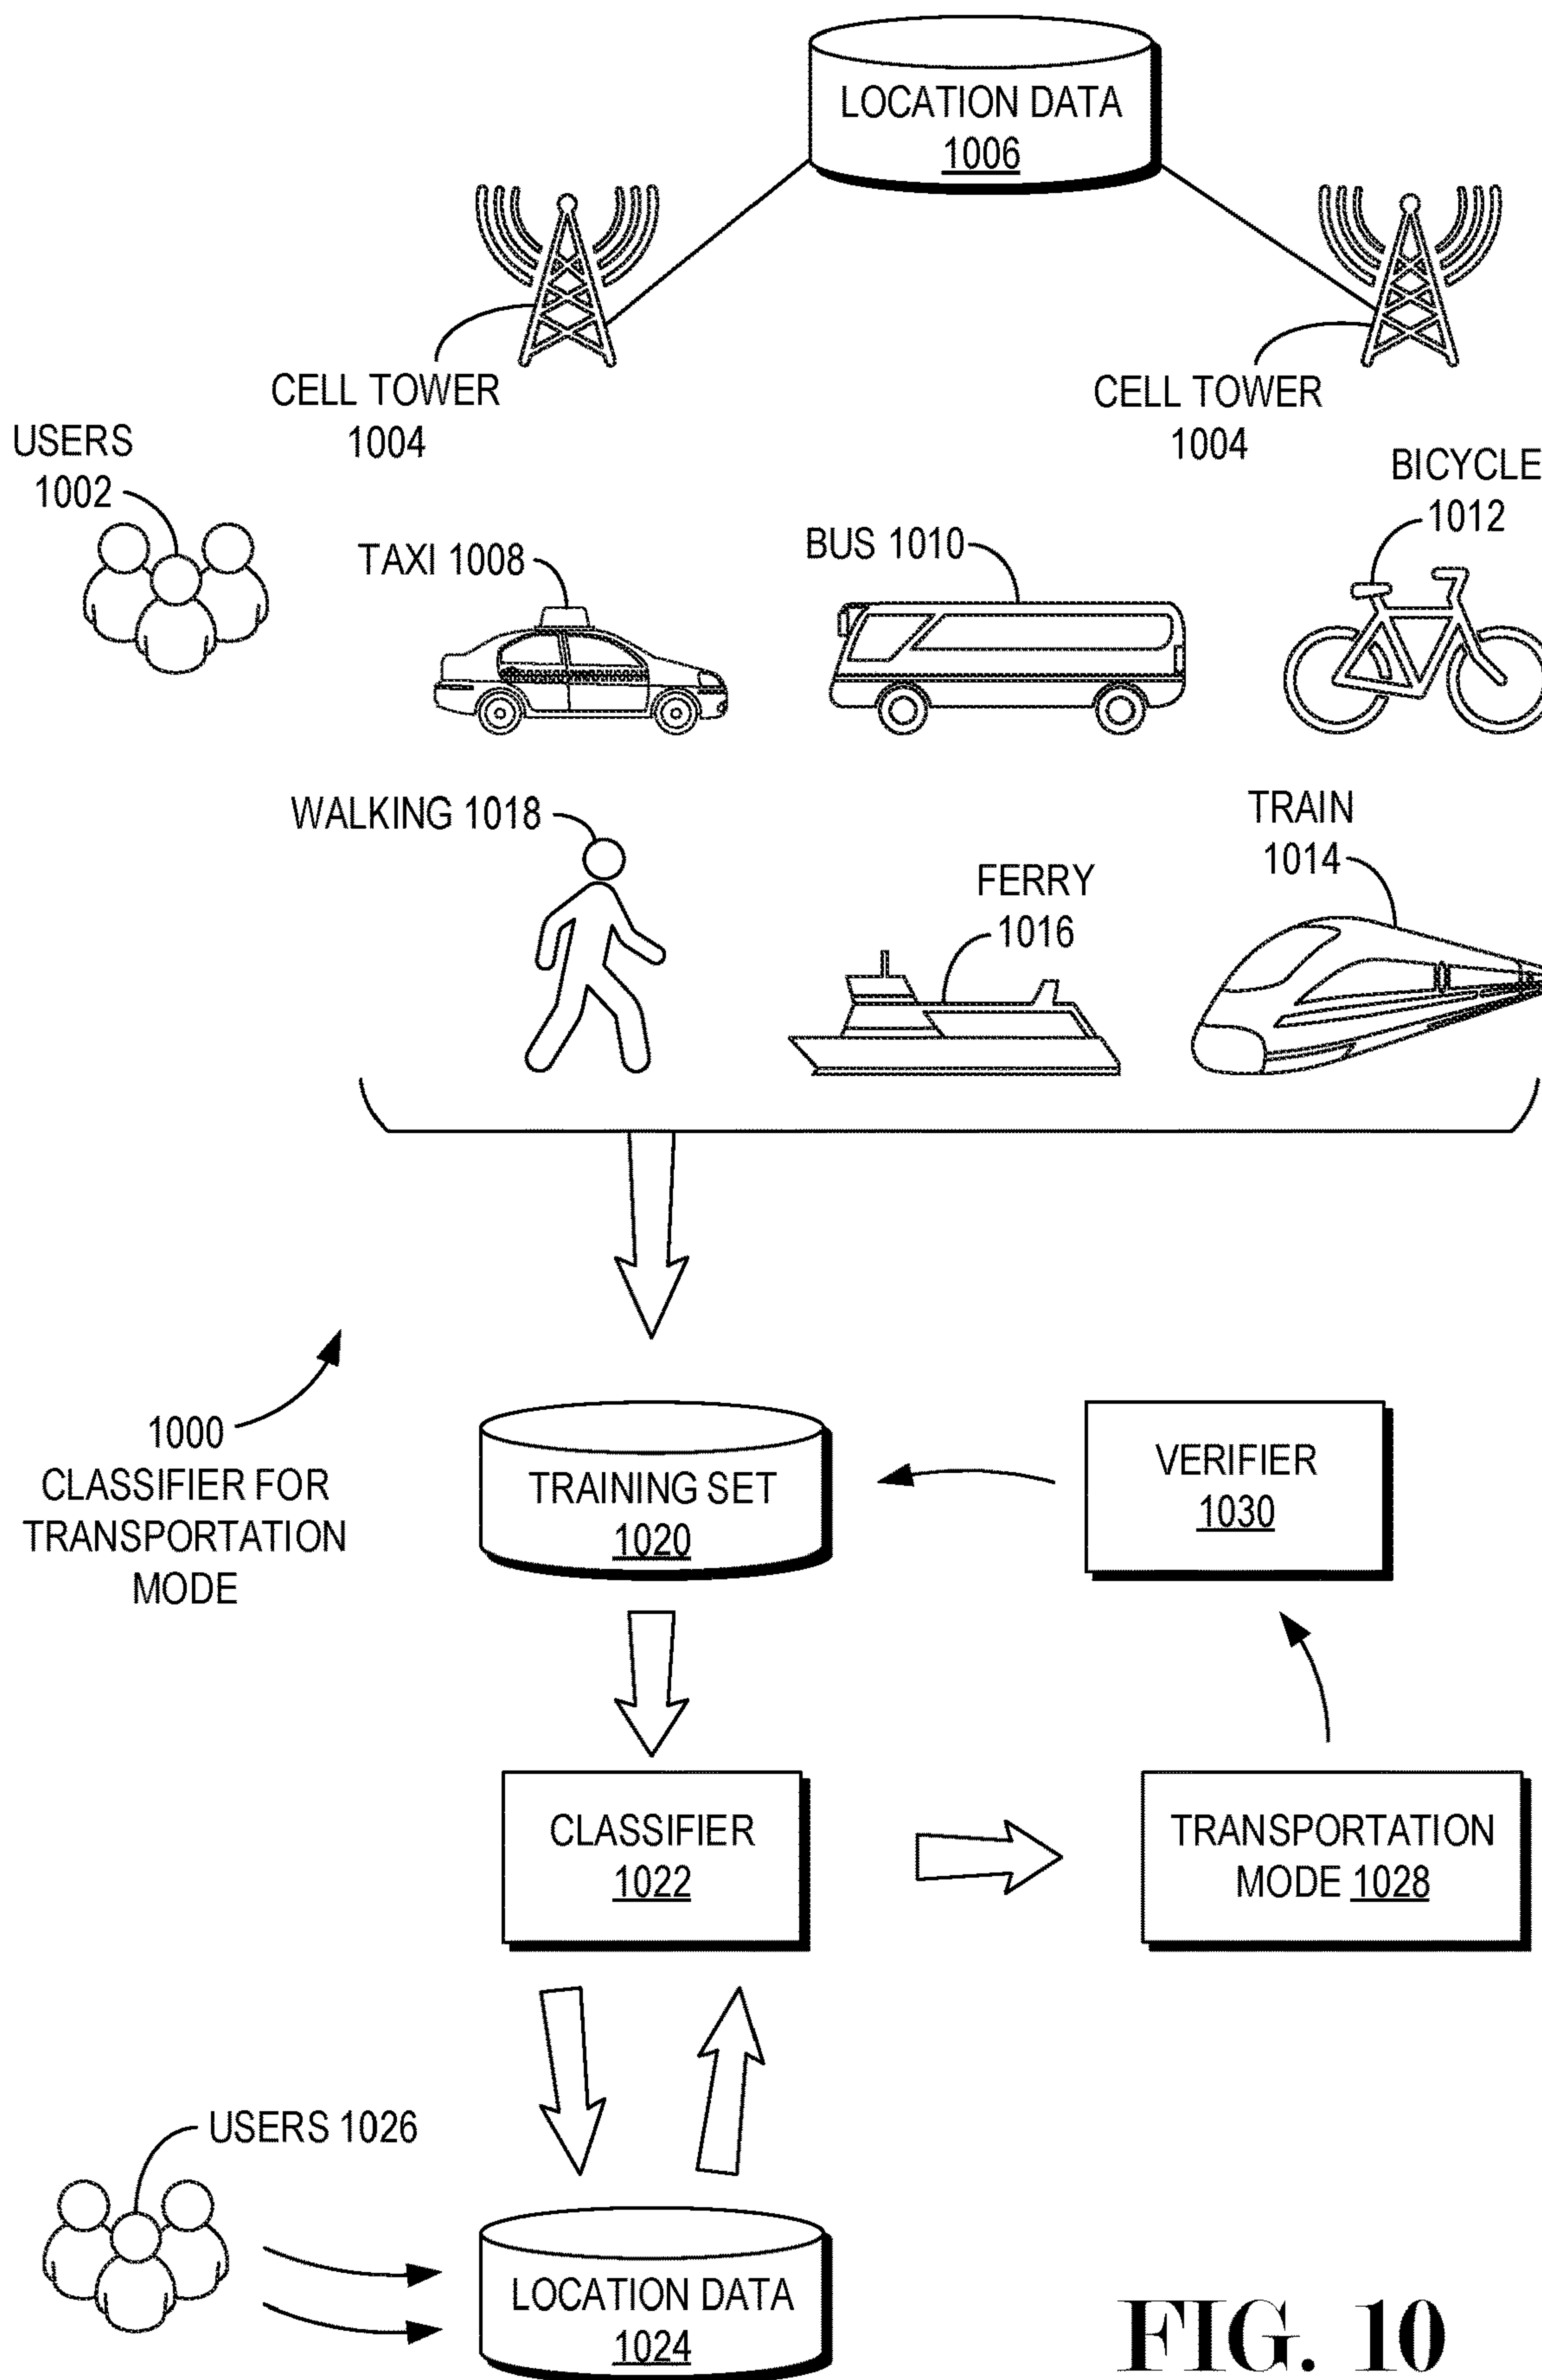 LOCATION DATA
1006
CELL TOWER
1004
CELL TOWER
1004
USERS
1002
BICYCLE
1012
TAXI 1008
BUS 1010
WALKING 1018
FERRY
1016
TRAIN
1014
1000
CLASSIFIER FOR
TRANSPORTATION
MODE
TRAINING SET
1020
VERIFIER
1030
CLASSIFIER
1022
TRANSPORTATION
MODE 1028
USERS 1026
LOCATION DATA
1024
FIG. 10